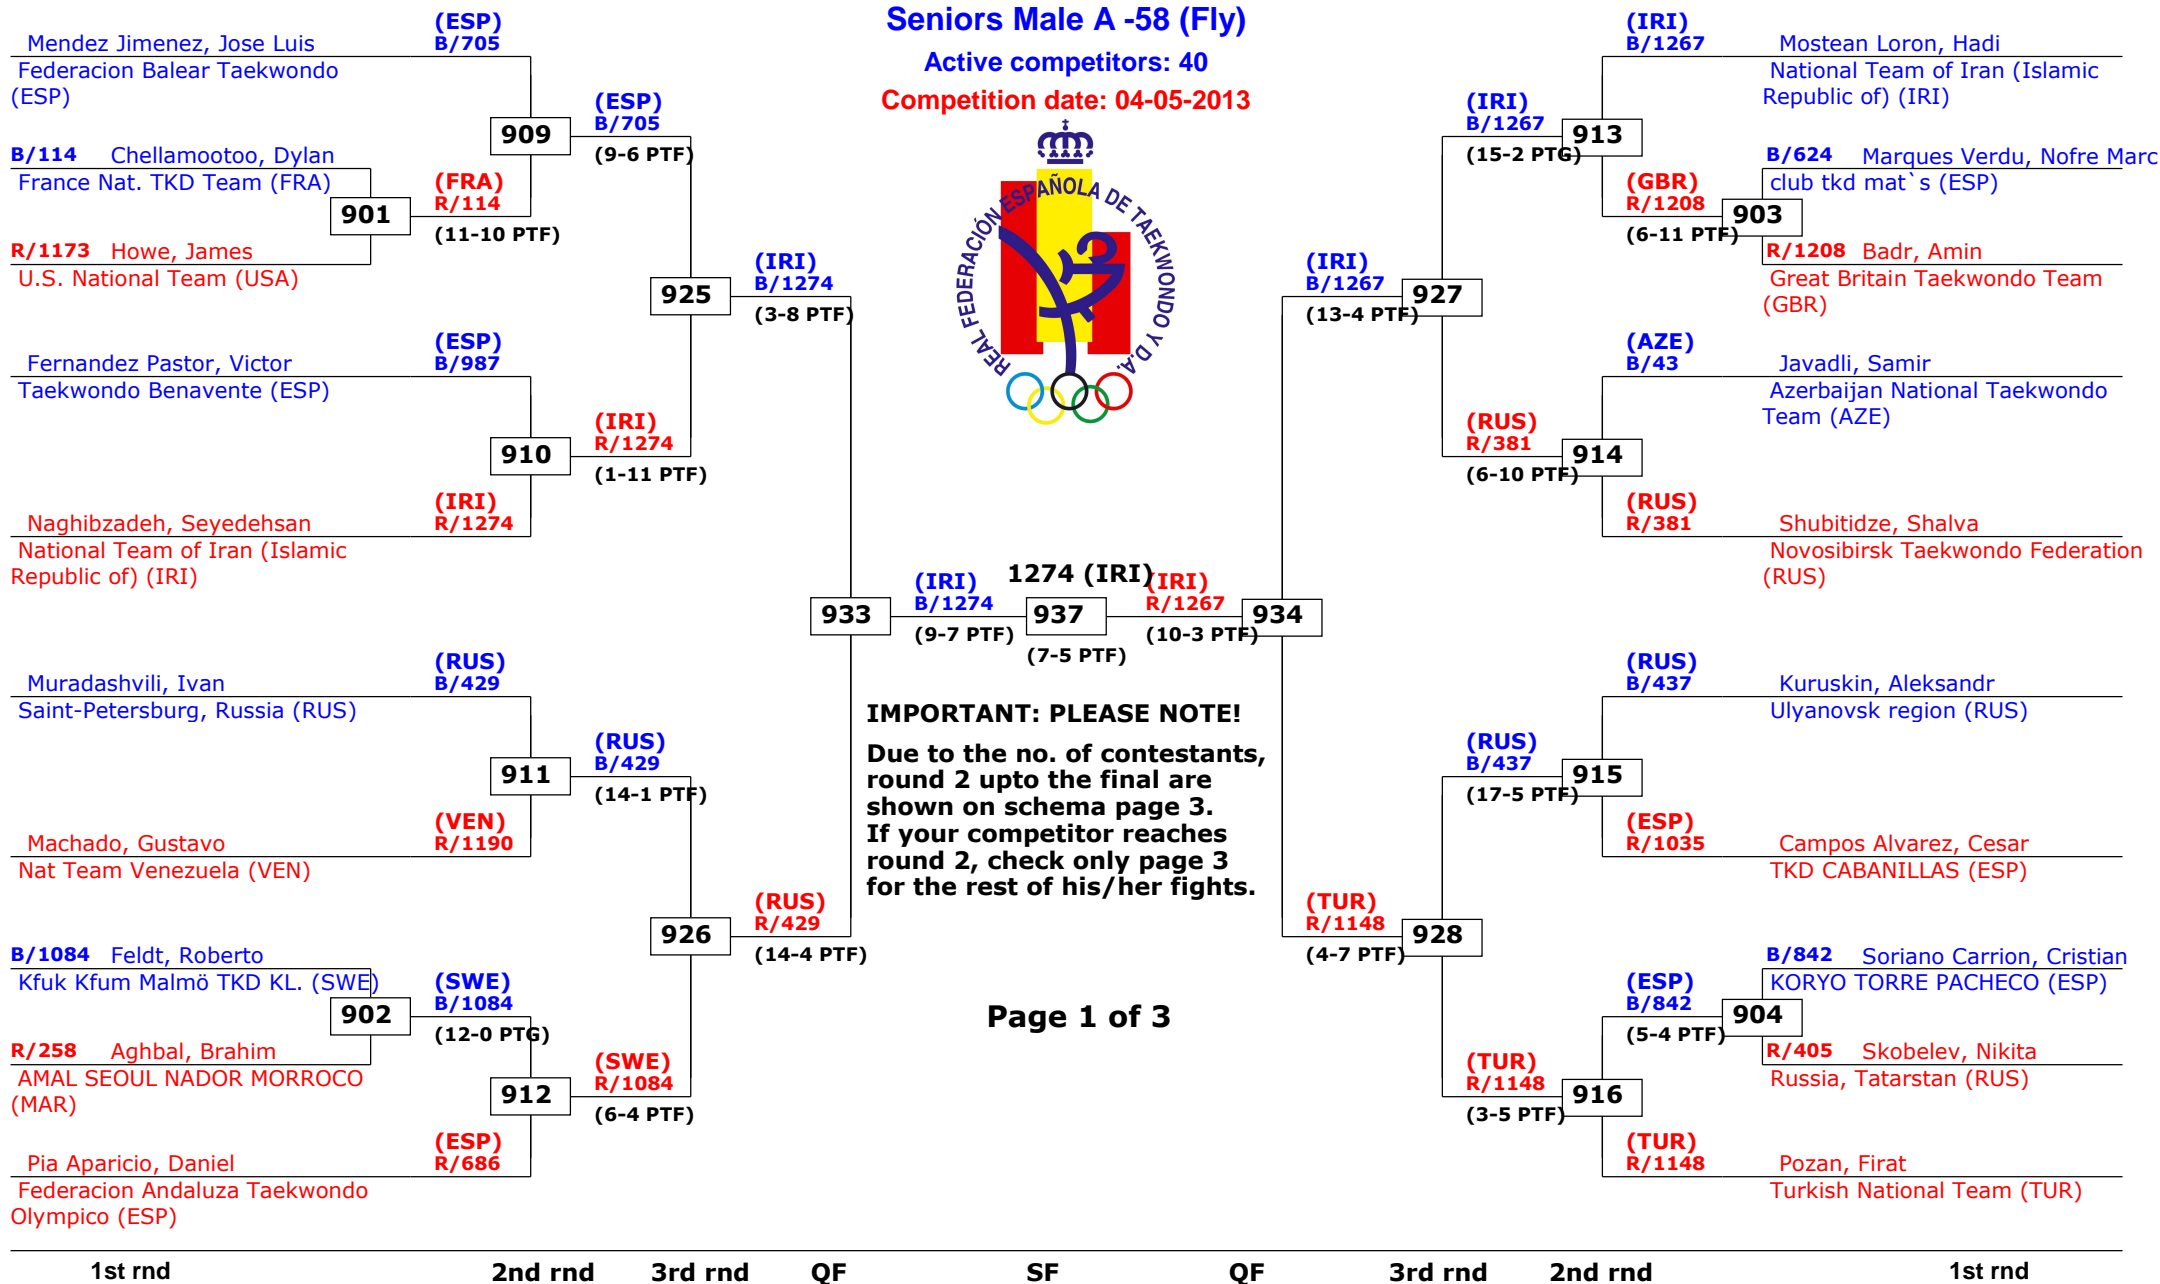 Seniors Male A -58 (Fly)
Active competitors: 40
Competition date: 04-05-2013
REAL FEDERACIÓN ESPAÑOLA DE TAEKWONDO Y D.A.
(ESP)
Mendez Jimenez, Jose Luis B/705
Federacion Balear Taekwondo
(ESP)
(ESP)
B/705
909
(9-6 PTF)
B/114 Chellamootoo, Dylan
France Nat. TKD Team (FRA)
(FRA)
R/114
901
(11-10 PTF)
R/1173 Howe, James
U.S. National Team (USA)
(IRI)
B/1274
925
(3-8 PTF)
(ESP)
Fernandez Pastor, Victor B/987
Taekwondo Benavente (ESP)
(IRI)
R/1274
910
(1-11 PTF)
(IRI)
Naghibzadeh, Seyedehsan R/1274
National Team of Iran (Islamic
Republic of) (IRI)
933
(IRI)
B/1274
(9-7 PTF)
1274 (IRI)
937
(7-5 PTF)
(IRI)
R/1267
(10-3 PTF)
934
(RUS)
Muradashvili, Ivan B/429
Saint-Petersburg, Russia (RUS)
(RUS)
B/429
911
(14-1 PTF)
(VEN)
Machado, Gustavo R/1190
Nat Team Venezuela (VEN)
(RUS)
R/429
926
(14-4 PTF)
B/1084 Feldt, Roberto
Kfuk Kfum Malmö TKD KL. (SWE)
(SWE)
B/1084
902
(12-0 PTG)
R/258 Aghbal, Brahim
AMAL SEOUL NADOR MORROCO
(MAR)
(SWE)
R/1084
912
(6-4 PTF)
(ESP)
Pia Aparicio, Daniel R/686
Federacion Andaluza Taekwondo
Olympico (ESP)
IMPORTANT: PLEASE NOTE!
Due to the no. of contestants,
round 2 upto the final are
shown on schema page 3.
If your competitor reaches
round 2, check only page 3
for the rest of his/her fights.
Page 1 of 3
(IRI)
B/1267 Mostean Loron, Hadi
National Team of Iran (Islamic
Republic of) (IRI)
(IRI)
B/1267
913
(15-2 PTG)
B/624 Marques Verdu, Nofre Marc
club tkd mat`s (ESP)
(GBR)
R/1208
903
(6-11 PTF)
R/1208 Badr, Amin
Great Britain Taekwondo Team
(GBR)
(IRI)
B/1267
927
(13-4 PTF)
(AZE)
B/43 Javadli, Samir
Azerbaijan National Taekwondo
Team (AZE)
(RUS)
R/381
914
(6-10 PTF)
(RUS)
R/381 Shubitidze, Shalva
Novosibirsk Taekwondo Federation
(RUS)
(RUS)
B/437 Kuruskin, Aleksandr
Ulyanovsk region (RUS)
(RUS)
B/437
915
(17-5 PTF)
(ESP)
R/1035 Campos Alvarez, Cesar
TKD CABANILLAS (ESP)
(TUR)
R/1148
928
(4-7 PTF)
B/842 Soriano Carrion, Cristian
KORYO TORRE PACHECO (ESP)
(ESP)
B/842
904
(5-4 PTF)
R/405 Skobelev, Nikita
Russia, Tatarstan (RUS)
(TUR)
R/1148
916
(3-5 PTF)
(TUR)
R/1148 Pozan, Firat
Turkish National Team (TUR)
1st rnd 2nd rnd 3rd rnd QF SF QF 3rd rnd 2nd rnd 1st rnd